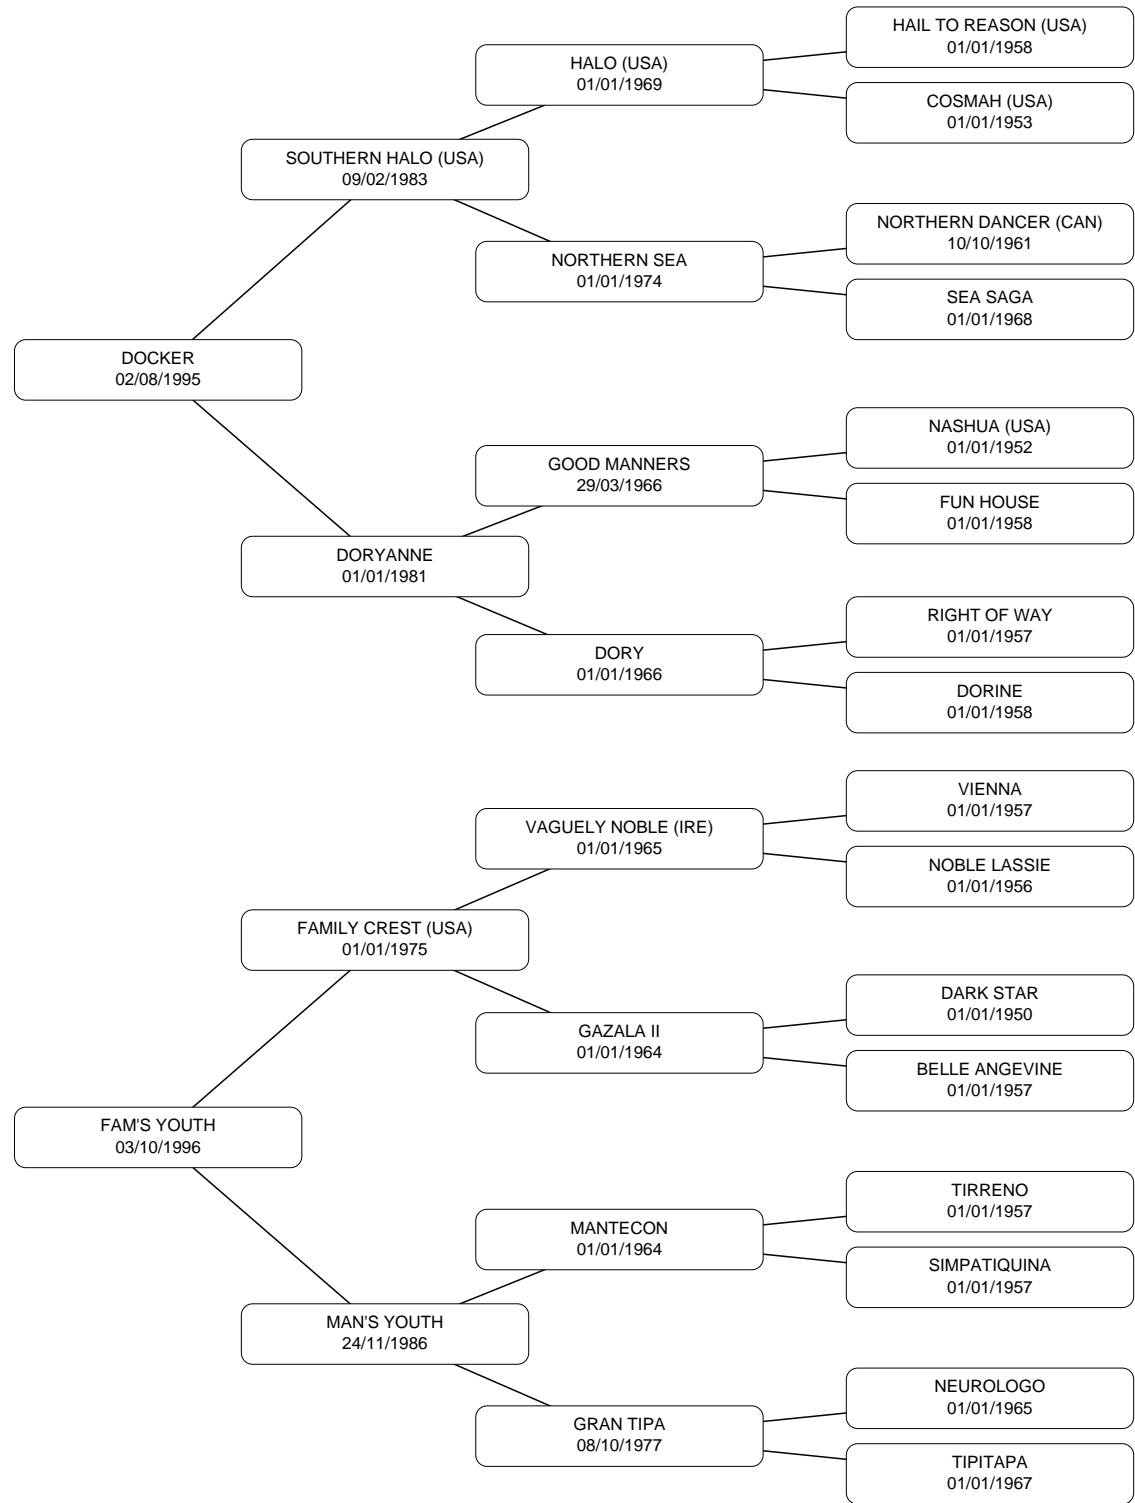 HAIL TO REASON (USA)
01/01/1958
HALO (USA)
01/01/1969
COSMAH (USA)
01/01/1953
SOUTHERN HALO (USA)
09/02/1983
NORTHERN DANCER (CAN)
10/10/1961
NORTHERN SEA
01/01/1974
SEA SAGA
01/01/1968
DOCKER
02/08/1995
NASHUA (USA)
01/01/1952
GOOD MANNERS
29/03/1966
FUN HOUSE
01/01/1958
DORYANNE
01/01/1981
RIGHT OF WAY
01/01/1957
DORY
01/01/1966
DORINE
01/01/1958
VIENNA
01/01/1957
VAGUELY NOBLE (IRE)
01/01/1965
NOBLE LASSIE
01/01/1956
FAMILY CREST (USA)
01/01/1975
DARK STAR
01/01/1950
GAZALA II
01/01/1964
BELLE ANGEVINE
01/01/1957
FAM'S YOUTH
03/10/1996
TIRRENO
01/01/1957
MANTECON
01/01/1964
SIMPATIQUINA
01/01/1957
MAN'S YOUTH
24/11/1986
NEUROLOGO
01/01/1965
GRAN TIPA
08/10/1977
TIPITAPA
01/01/1967